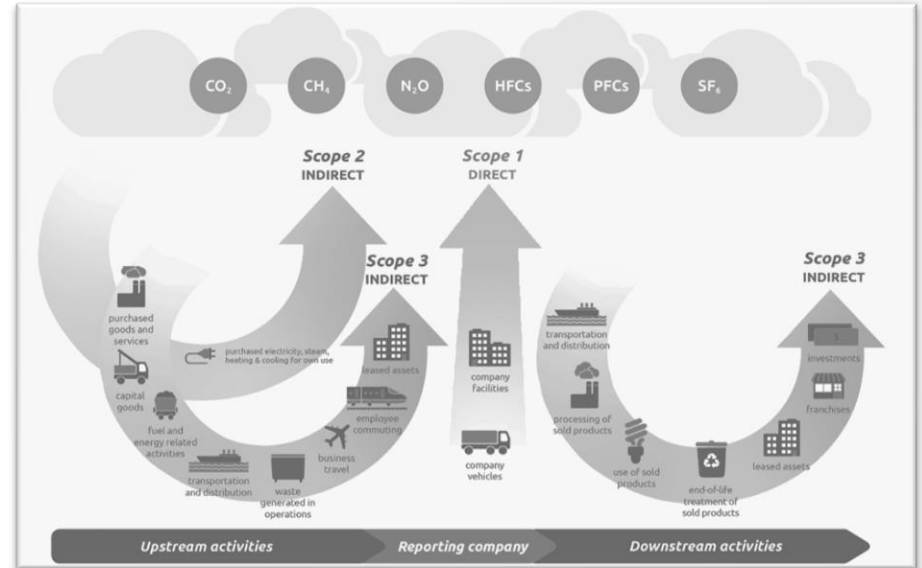 CO₂ CH₄ N₂O HFCs PFCs SF₆
Scope 2
INDIRECT
Scope 1
DIRECT
Scope 3
INDIRECT
Scope 3
INDIRECT
purchased
goods and
services
capital
goods
fuel and
energy related
activities
transportation
and distribution
waste
generated in
operations
business
travel
employee
commuting
leased assets
purchased electricity, steam,
heating & cooling for own use
company
facilities
company
vehicles
transportation
and distribution
processing of
sold products
use of sold
products
end-of-life
treatment of
sold products
leased assets
franchises
investments
$
Upstream activities
Reporting company
Downstream activities